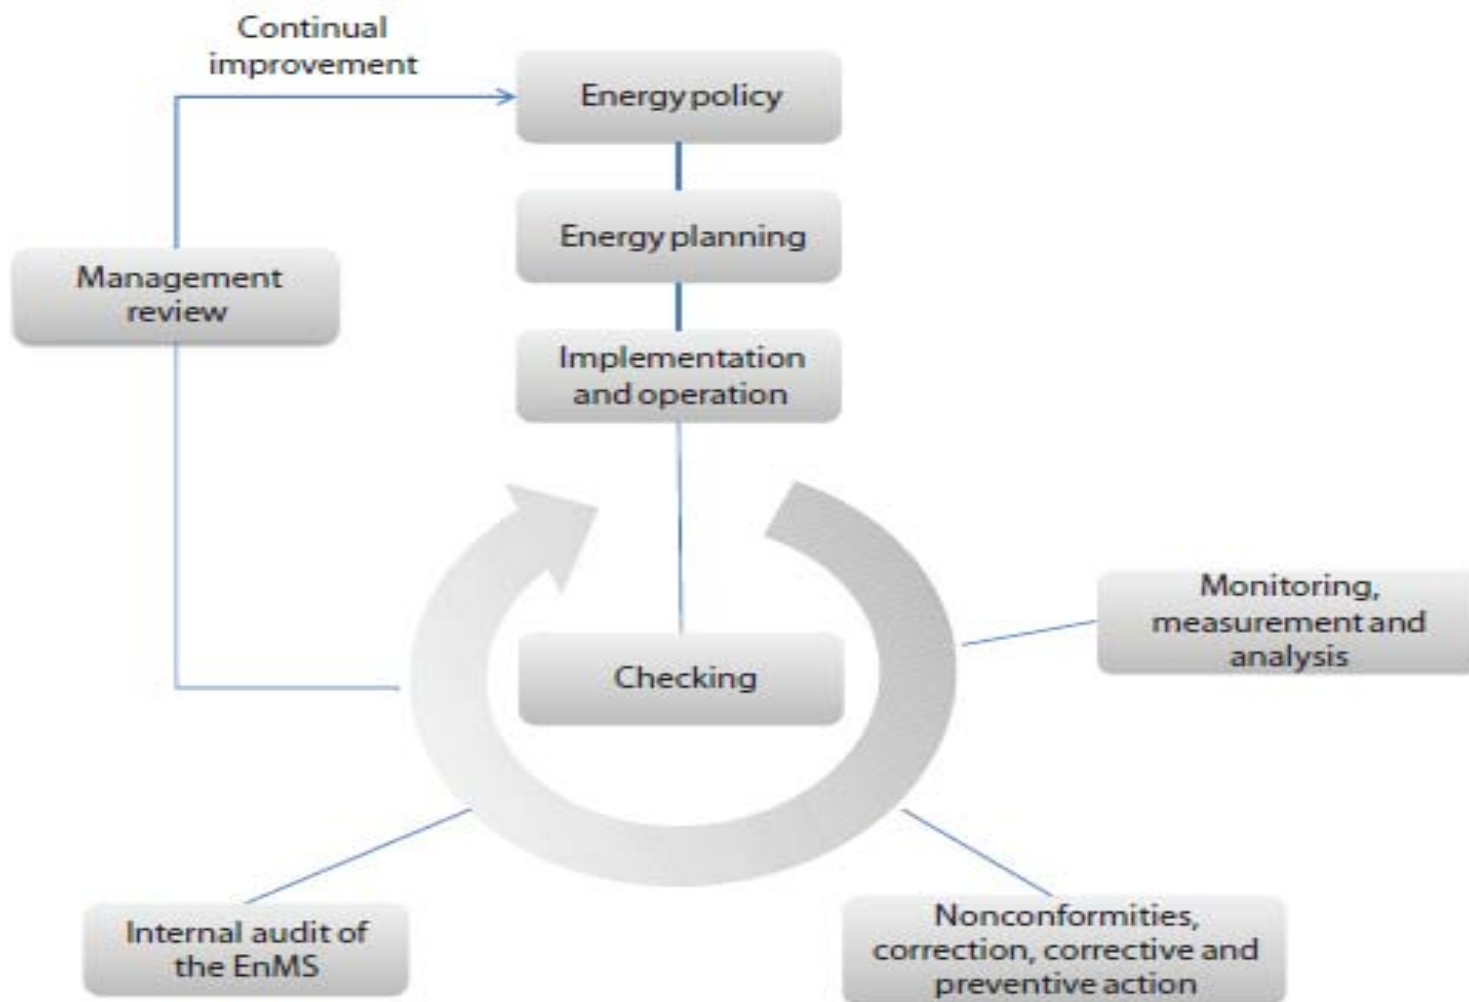 Continual
improvement
Energy policy
Energy planning
Management
review
Implementation
and operation
Monitoring,
measurement and
analysis
Checking
Internal audit of
the EnMS
Nonconformities,
correction, corrective and
preventive action